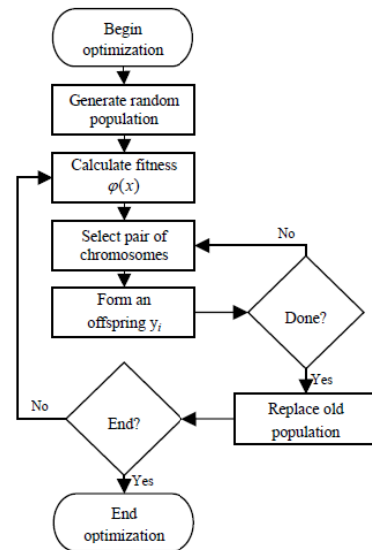 Begin
optimization
Generate random
population
Calculate fitness
φ(x)
Select pair of
chromosomes
No
Form an
offspring yᵢ
Done?
Yes
Replace old
population
No
End?
Yes
End
optimization